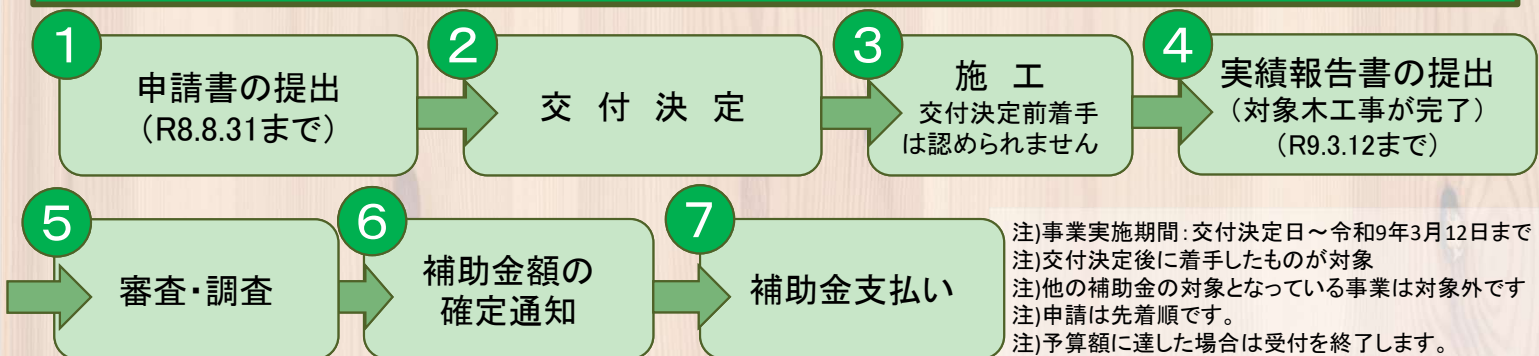 1
申請書の提出
（R8.8.31まで）
2
交 付 決 定
3
施 工
交付決定前着手
は認められません
4
実績報告書の提出
（対象木工事が完了）
（R9.3.12まで）
5
審査・調査
6
補助金額の
確定通知
7
補助金支払い
注)事業実施期間：交付決定日～令和9年3月12日まで
注)交付決定後に着手したものが対象
注)他の補助金の対象となっている事業は対象外です
注)申請は先着順です。
注)予算額に達した場合は受付を終了します。